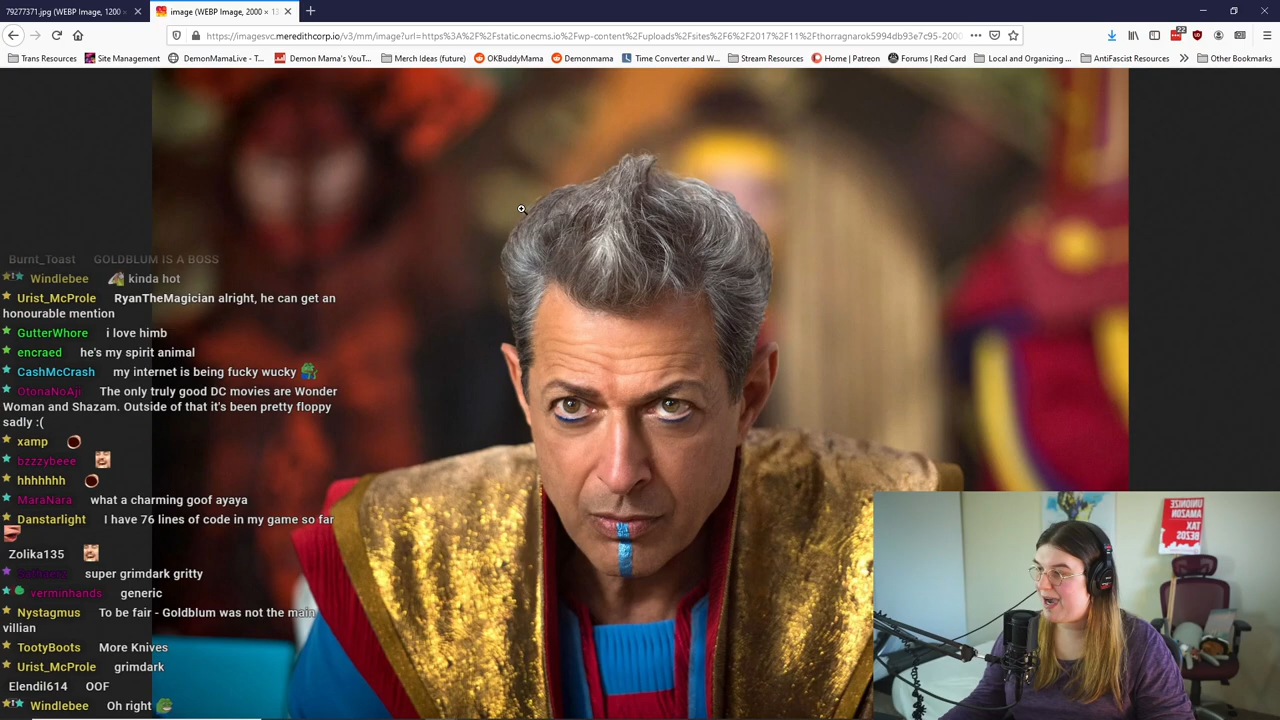 79277371.jpg (WEBP Image, 1200 ×
image (WEBP Image, 2000 × 13
https://imagesvc.meredithcorp.io/v3/mm/image?url=https%3A%2F%2Fstatic.onecms.io%2Fwp-content%2Fuploads%2Fsites%2F6%2F2017%2F11%2Fthorragnarok5994db93e7c95-2000
22
Trans Resources
Site Management
DemonMamaLive - T...
Demon Mama's YouT...
Merch Ideas (future)
OKBuddyMama
Demonmama
Time Converter and W...
Stream Resources
Home | Patreon
Forums | Red Card
Local and Organizing ...
AntiFascist Resources
Other Bookmarks
Burnt_Toast GOLDBLUM IS A BOSS
Windlebee kinda hot
Urist_McProle RyanTheMagician alright, he can get an
honourable mention
GutterWhore i love himb
encraed he's my spirit animal
CashMcCrash my internet is being fucky wucky
OtonaNoAji The only truly good DC movies are Wonder
Woman and Shazam. Outside of that it's been pretty floppy
sadly :(
xamp
bzzzybeee
hhhhhhh
MaraNara what a charming goof ayaya
Danstarlight I have 76 lines of code in my game so far
Zolika135
super grimdark gritty
verminhands generic
Nystagmus To be fair - Goldblum was not the main
villian
TootyBoots More Knives
Urist_McProle grimdark
Elendil614 OOF
Windlebee Oh right
UNIONIZE
AMAZON
TAX
BEZOS